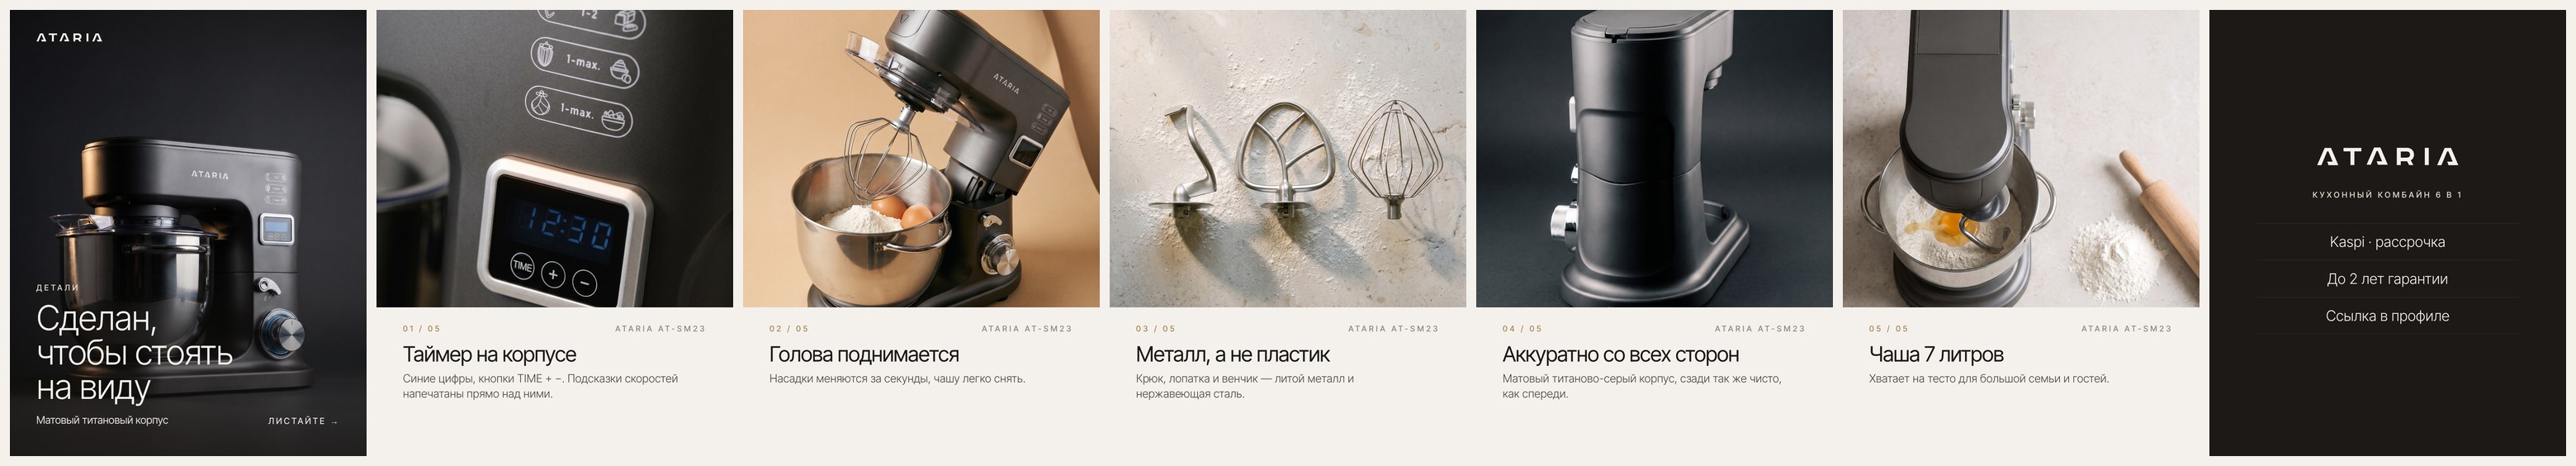 ATARIA
ATARIA
ДЕТАЛИ
Сделан,
чтобы стоять
на виду
Матовый титановый корпус
ЛИСТАЙТЕ →
1-2
1-max.
1-max.
12:30
TIME + −
01 / 05
ATARIA AT-SM23
Таймер на корпусе
Синие цифры, кнопки TIME + −. Подсказки скоростей
напечатаны прямо над ними.
ATARIA
02 / 05
ATARIA AT-SM23
Голова поднимается
Насадки меняются за секунды, чашу легко снять.
03 / 05
ATARIA AT-SM23
Металл, а не пластик
Крюк, лопатка и венчик — литой металл и
нержавеющая сталь.
04 / 05
ATARIA AT-SM23
Аккуратно со всех сторон
Матовый титаново-серый корпус, сзади так же чисто,
как спереди.
05 / 05
ATARIA AT-SM23
Чаша 7 литров
Хватает на тесто для большой семьи и гостей.
ATARIA
КУХОННЫЙ КОМБАЙН 6 В 1
Kaspi · рассрочка
До 2 лет гарантии
Ссылка в профиле